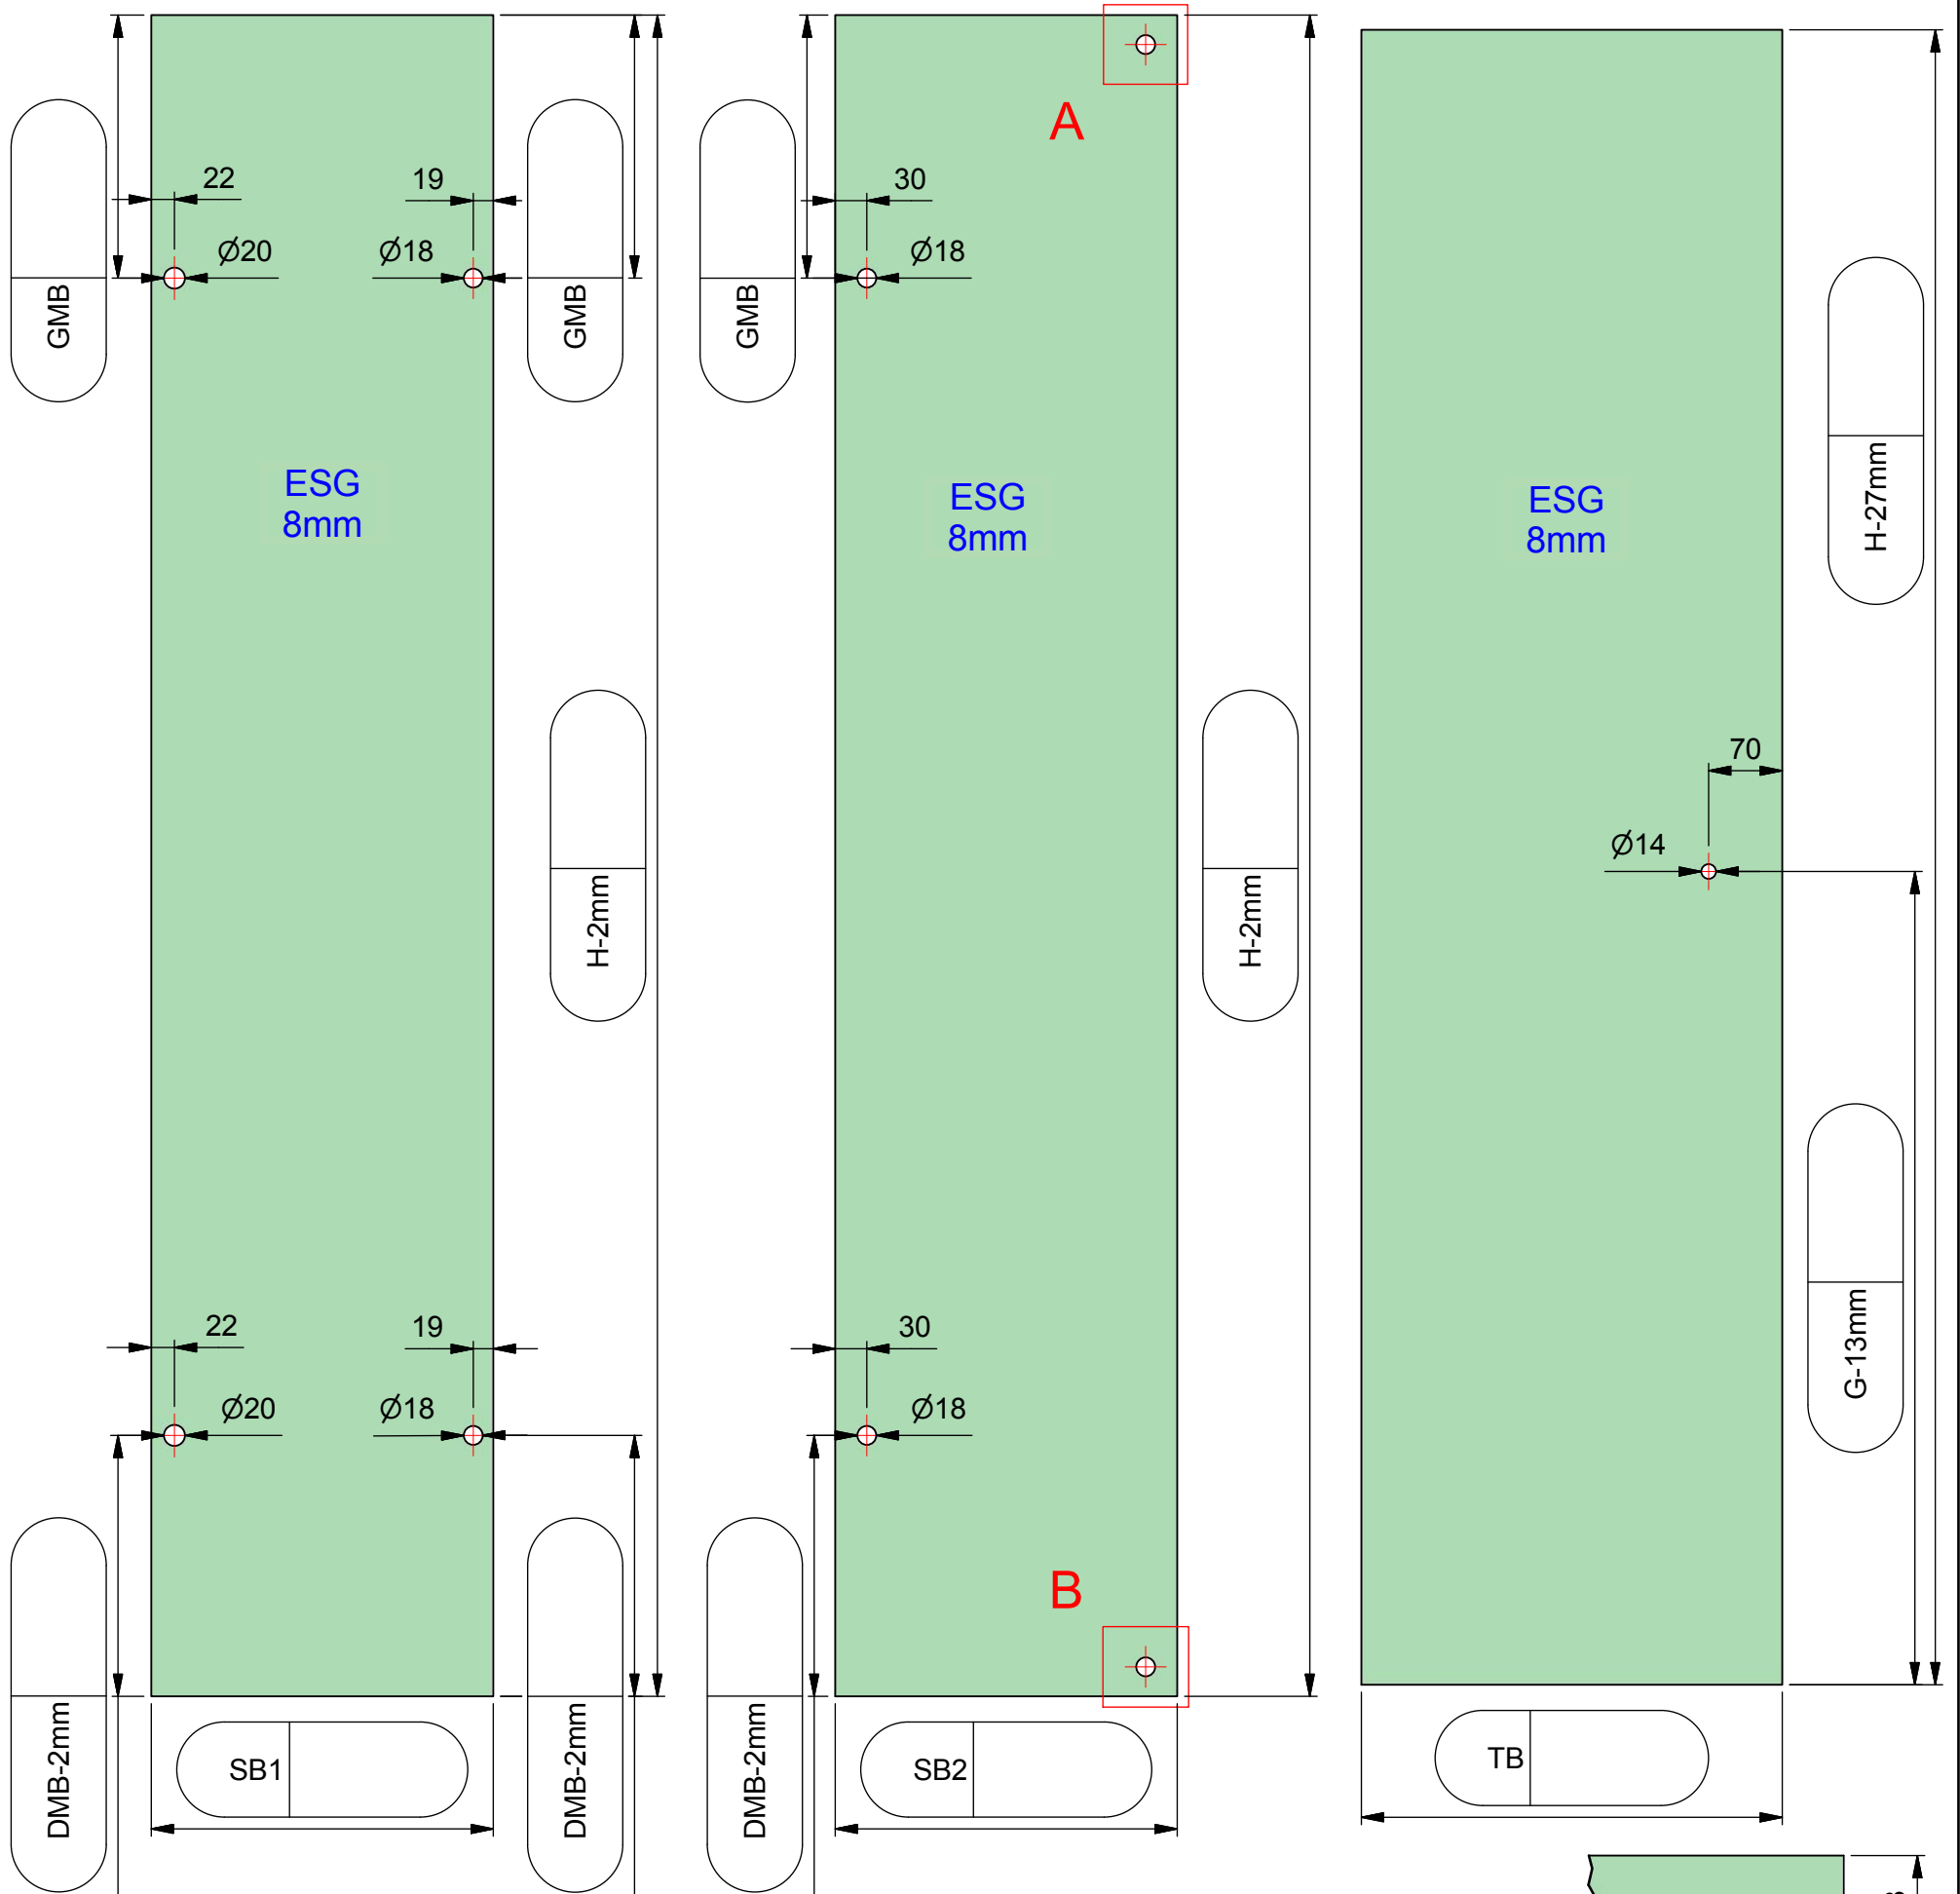 A
22
19
30
Ø20
Ø18
Ø18
GMB
GMB
GMB
ESG
8mm
ESG
8mm
ESG
8mm
H-27mm
70
Ø14
H-2mm
H-2mm
G-13mm
22
19
30
Ø20
Ø18
Ø18
B
DMB-2mm
SB1
DMB-2mm
DMB-2mm
SB2
TB